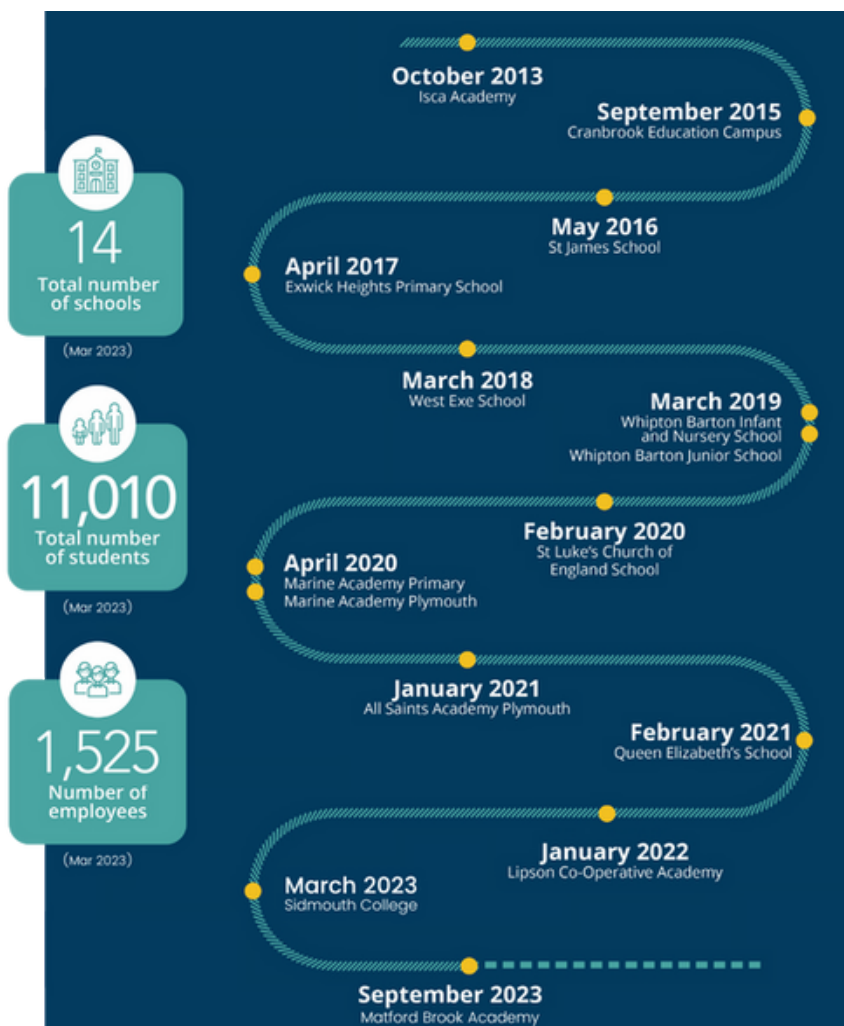 October 2013
Isca Academy
September 2015
Cranbrook Education Campus
May 2016
St James School
April 2017
Exwick Heights Primary School
March 2018
West Exe School
March 2019
Whipton Barton Infant
and Nursery School
Whipton Barton Junior School
February 2020
St Luke's Church of
England School
April 2020
Marine Academy Primary
Marine Academy Plymouth
January 2021
All Saints Academy Plymouth
February 2021
Queen Elizabeth's School
January 2022
Lipson Co-Operative Academy
March 2023
Sidmouth College
September 2023
Matford Brook Academy
14
Total number
of schools
(Mar 2023)
11,010
Total number
of students
(Mar 2023)
1,525
Number of
employees
(Mar 2023)